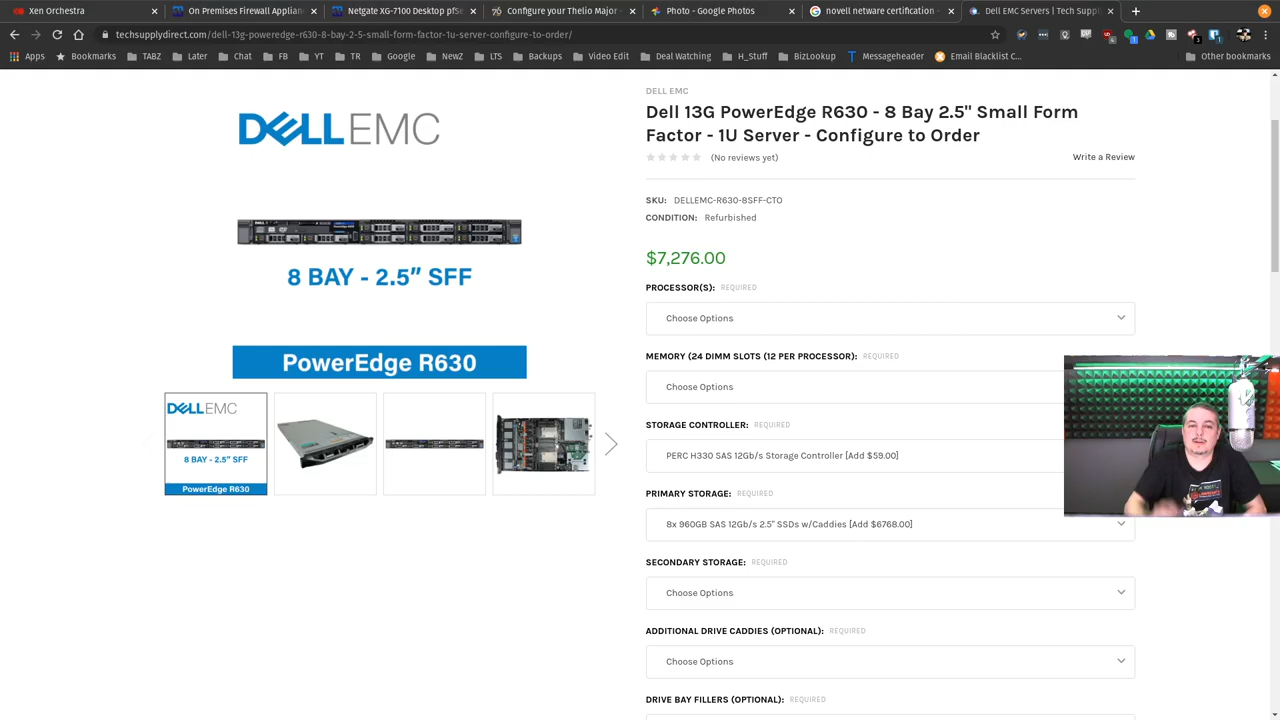 Xen Orchestra
On Premises Firewall Applian
Netgate XG-7100 Desktop pfSe
Configure your Thelio Major -
Photo - Google Photos
novell netware certification -
Dell EMC Servers | Tech Suppl
techsupplydirect.com/dell-13g-poweredge-r630-8-bay-2-5-small-form-factor-1u-server-configure-to-order/
Apps
Bookmarks
TABZ
Later
Chat
FB
YT
TR
Google
NewZ
LTS
Backups
Video Edit
Deal Watching
H_Stuff
BizLookup
Messageheader
Email Blacklist C...
Other bookmarks
DELL EMC
8 BAY - 2.5" SFF
PowerEdge R630
DELL EMC
8 BAY - 2.5" SFF
PowerEdge R630
DELL EMC
Dell 13G PowerEdge R630 - 8 Bay 2.5" Small Form
Factor - 1U Server - Configure to Order
(No reviews yet)
Write a Review
SKU: DELLEMC-R630-8SFF-CTO
CONDITION: Refurbished
$7,276.00
PROCESSOR(S): REQUIRED
Choose Options
MEMORY (24 DIMM SLOTS (12 PER PROCESSOR): REQUIRED
Choose Options
STORAGE CONTROLLER: REQUIRED
PERC H330 SAS 12Gb/s Storage Controller [Add $59.00]
PRIMARY STORAGE: REQUIRED
8x 960GB SAS 12Gb/s 2.5" SSDs w/Caddies [Add $6768.00]
SECONDARY STORAGE: REQUIRED
Choose Options
ADDITIONAL DRIVE CADDIES (OPTIONAL): REQUIRED
Choose Options
DRIVE BAY FILLERS (OPTIONAL): REQUIRED